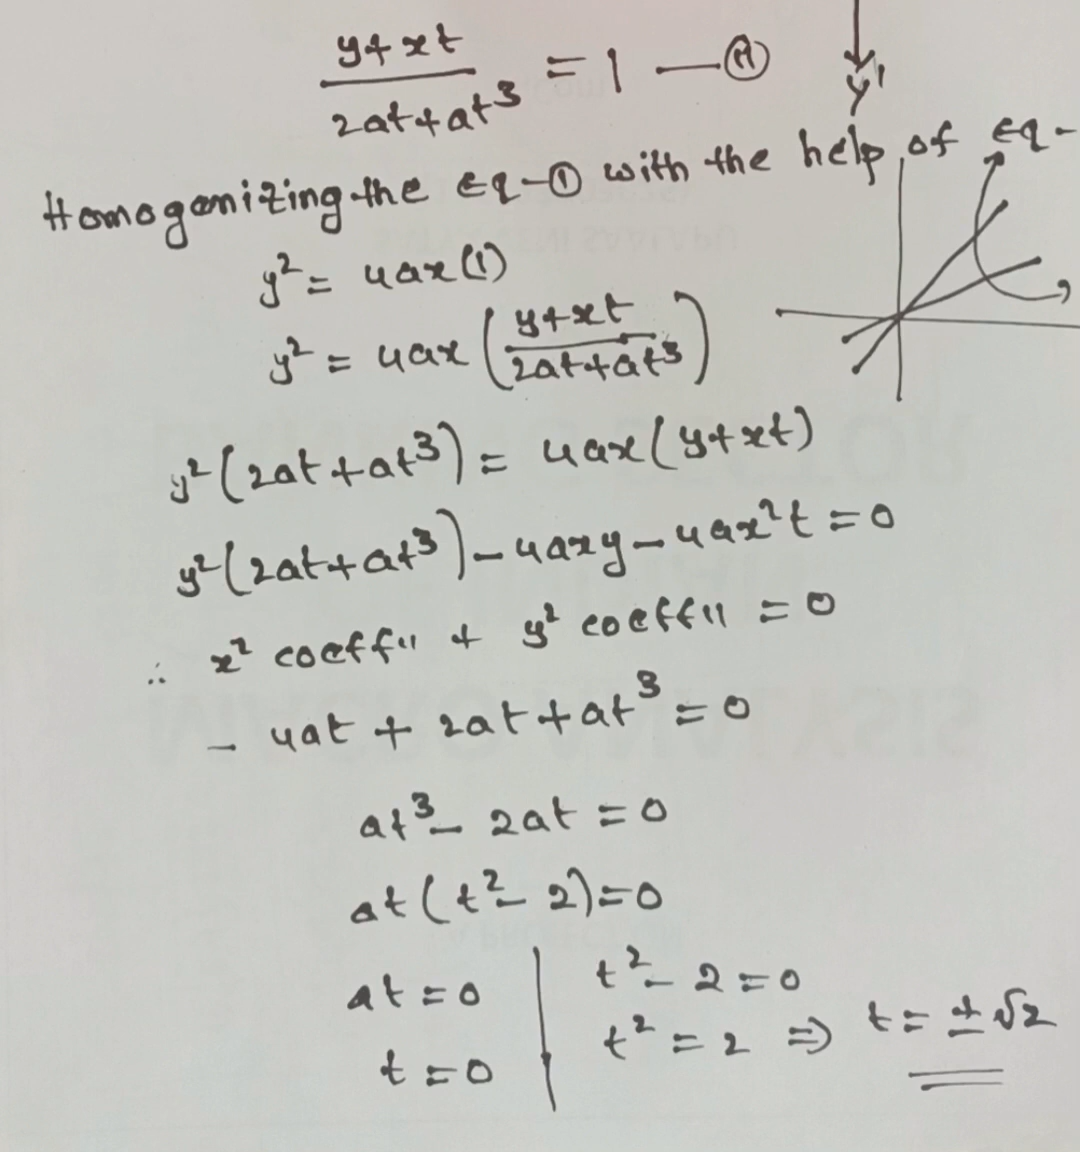 y+xt / 2at+at³ = 1 — Ⓐ
y'
Homogenizing the Eq-① with the help of Eq-
y² = 4ax(1)
y² = 4ax (y+xt / 2at+at³)
y²(2at+at³) = 4ax(y+xt)
y²(2at+at³)-4axy-4ax²t=0
∴ x² coeff" + y² coeff" = 0
- 4at + 2at+at³ = 0
at³- 2at = 0
at(t²- 2)=0
at=0 | t²- 2=0
t=0 | t² = 2 ⇒ t= ±√2